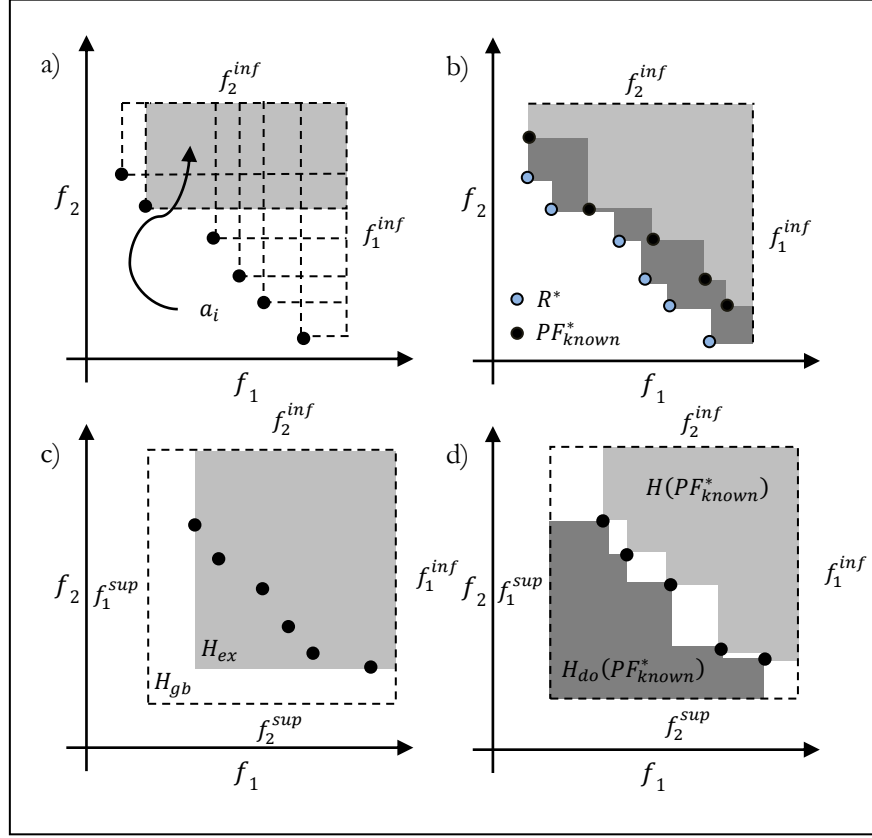 a)
f_2^{inf}
f_2
f_1^{inf}
a_i
f_1
b)
f_2^{inf}
f_2
f_1^{inf}
R^*
PF_{known}^*
f_1
c)
f_2^{inf}
f_2 f_1^{sup}
f_1^{inf}
H_{ex}
H_{gb}
f_2^{sup}
f_1
d)
f_2^{inf}
H(PF_{known}^*)
f_2 f_1^{sup}
f_1^{inf}
H_{do}(PF_{known}^*)
f_2^{sup}
f_1